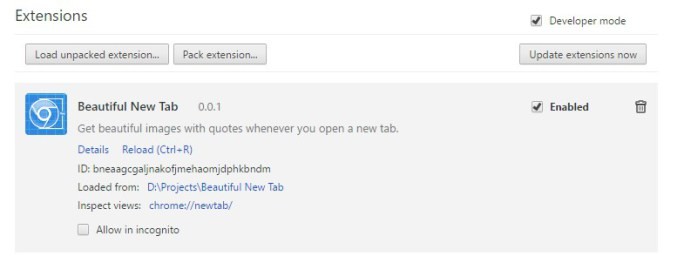 Extensions
Developer mode
Load unpacked extension... Pack extension... Update extensions now
Beautiful New Tab 0.0.1 Enabled
Get beautiful images with quotes whenever you open a new tab.
Details Reload (Ctrl+R)
ID: bneaagcgaljnakofjmehaomjdphkbndm
Loaded from: D:\Projects\Beautiful New Tab
Inspect views: chrome://newtab/
Allow in incognito